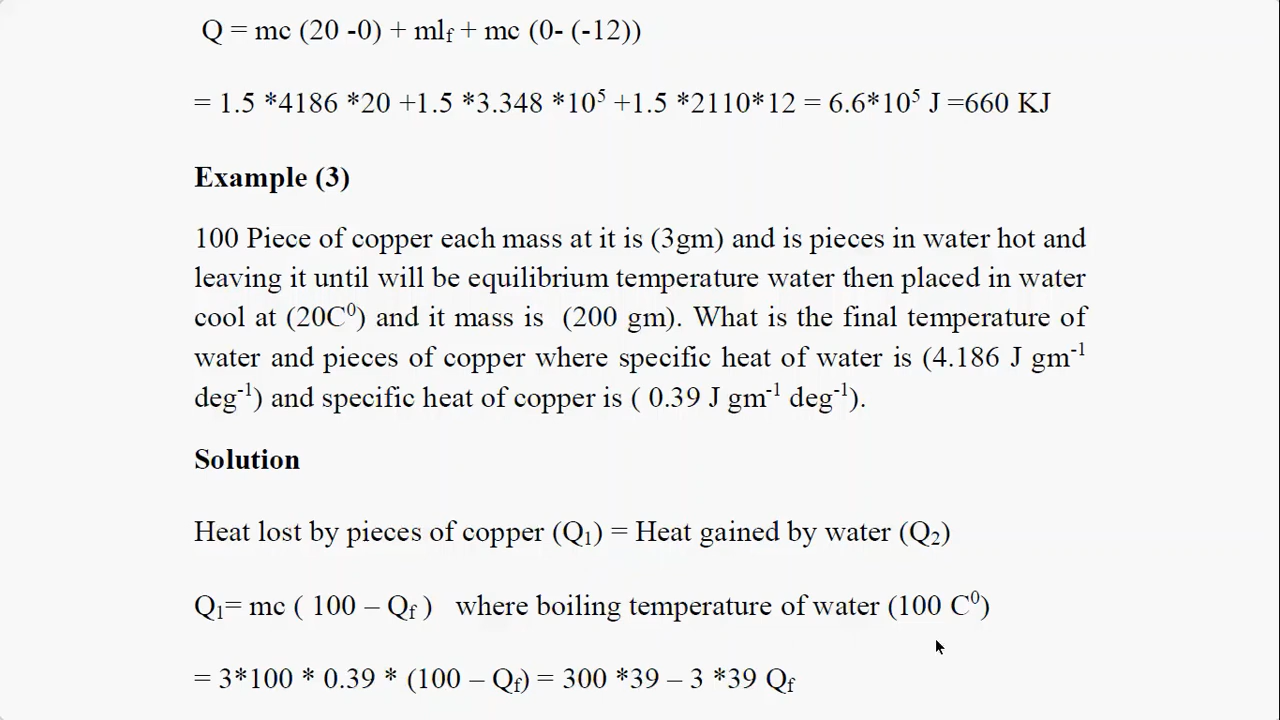 Q = mc (20 -0) + mlf + mc (0- (-12))
= 1.5 *4186 *20 +1.5 *3.348 *10⁵ +1.5 *2110*12 = 6.6*10⁵ J =660 KJ
Example (3)
100 Piece of copper each mass at it is (3gm) and is pieces in water hot and
leaving it until will be equilibrium temperature water then placed in water
cool at (20C⁰) and it mass is (200 gm). What is the final temperature of
water and pieces of copper where specific heat of water is (4.186 J gm⁻¹
deg⁻¹) and specific heat of copper is ( 0.39 J gm⁻¹ deg⁻¹).
Solution
Heat lost by pieces of copper (Q₁) = Heat gained by water (Q₂)
Q₁= mc ( 100 – Qf ) where boiling temperature of water (100 C⁰)
= 3*100 * 0.39 * (100 – Qf) = 300 *39 – 3 *39 Qf